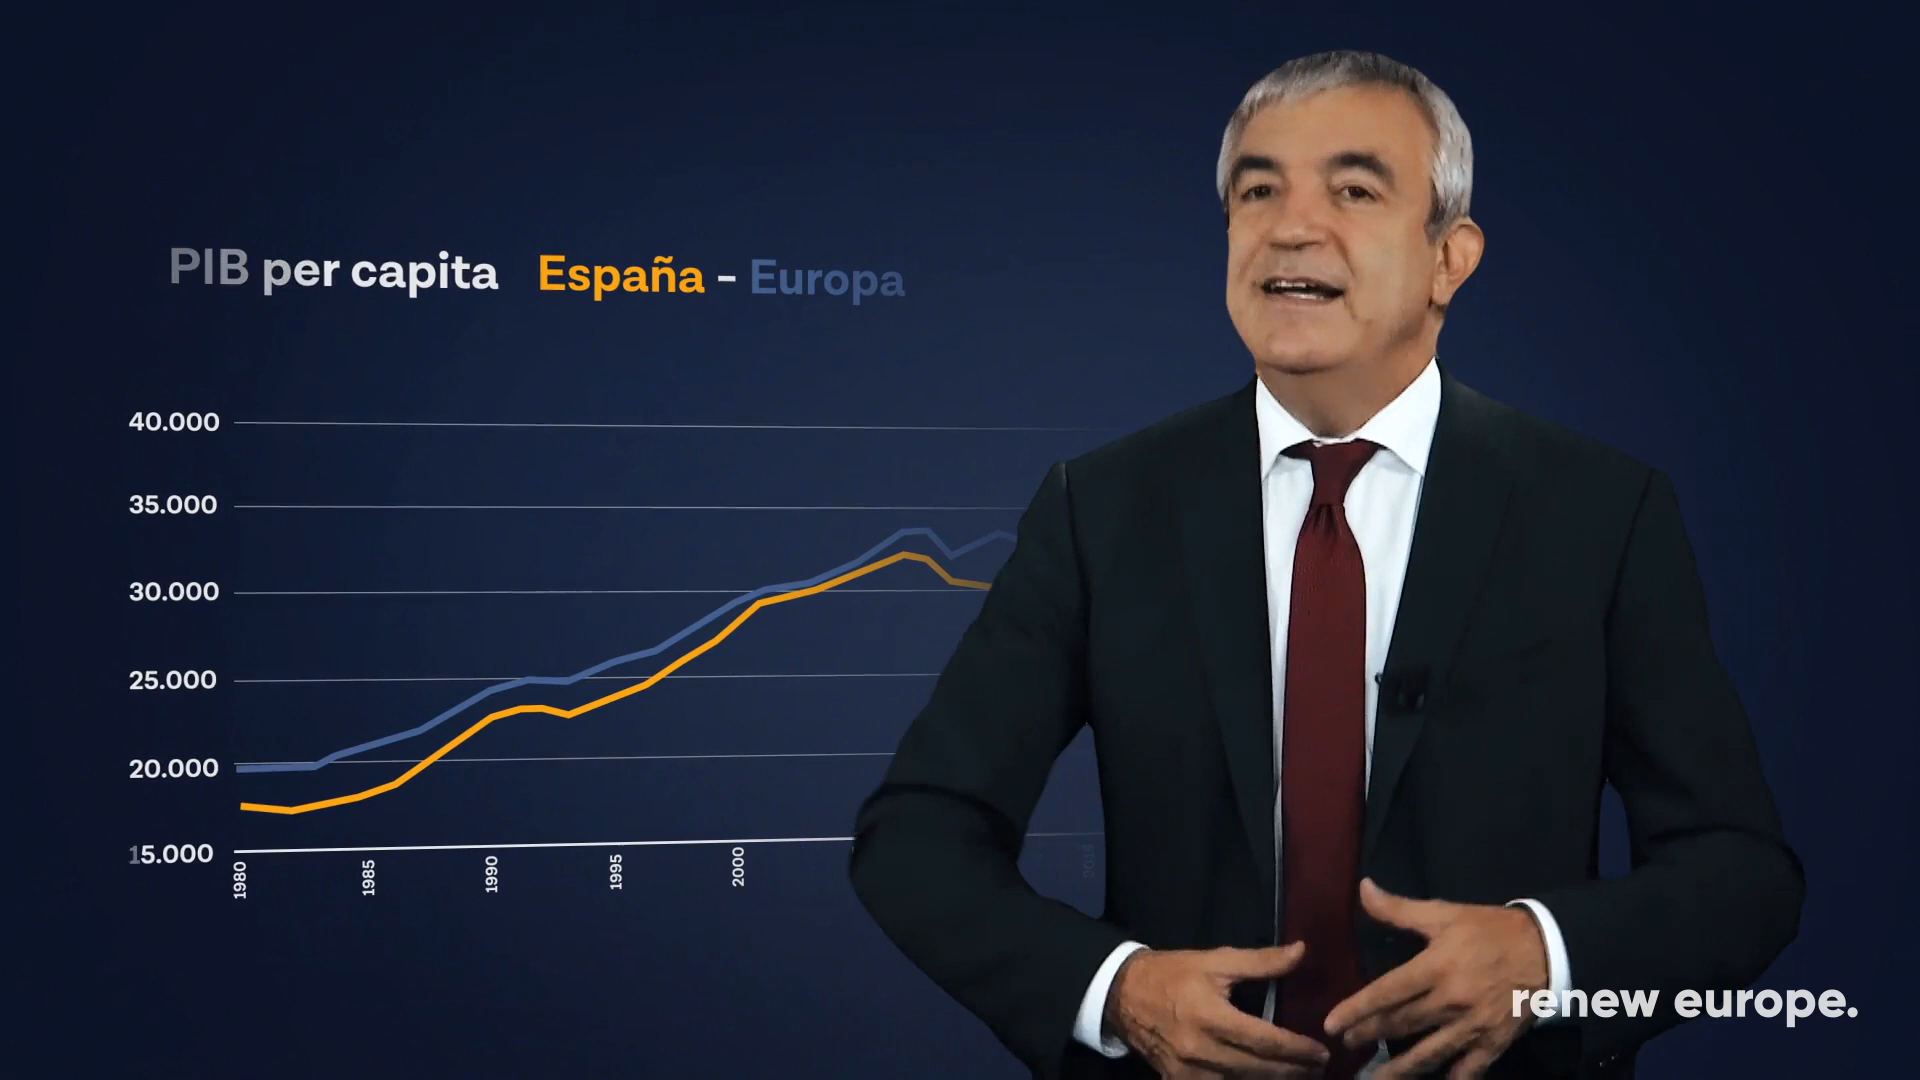 PIB per capita España - Europa
40.000
35.000
30.000
25.000
20.000
15.000
1980 1985 1990 1995 2000
renew europe.